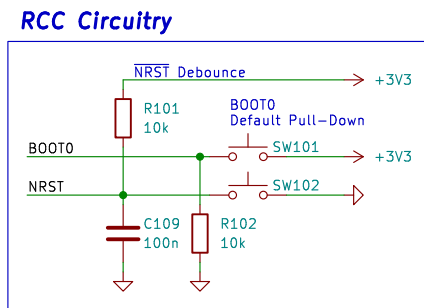 RCC Circuitry
NRST Debounce
+3V3
R101
10k
BOOT0
Default Pull-Down
BOOT0
SW101
+3V3
NRST
SW102
C109
100n
R102
10k